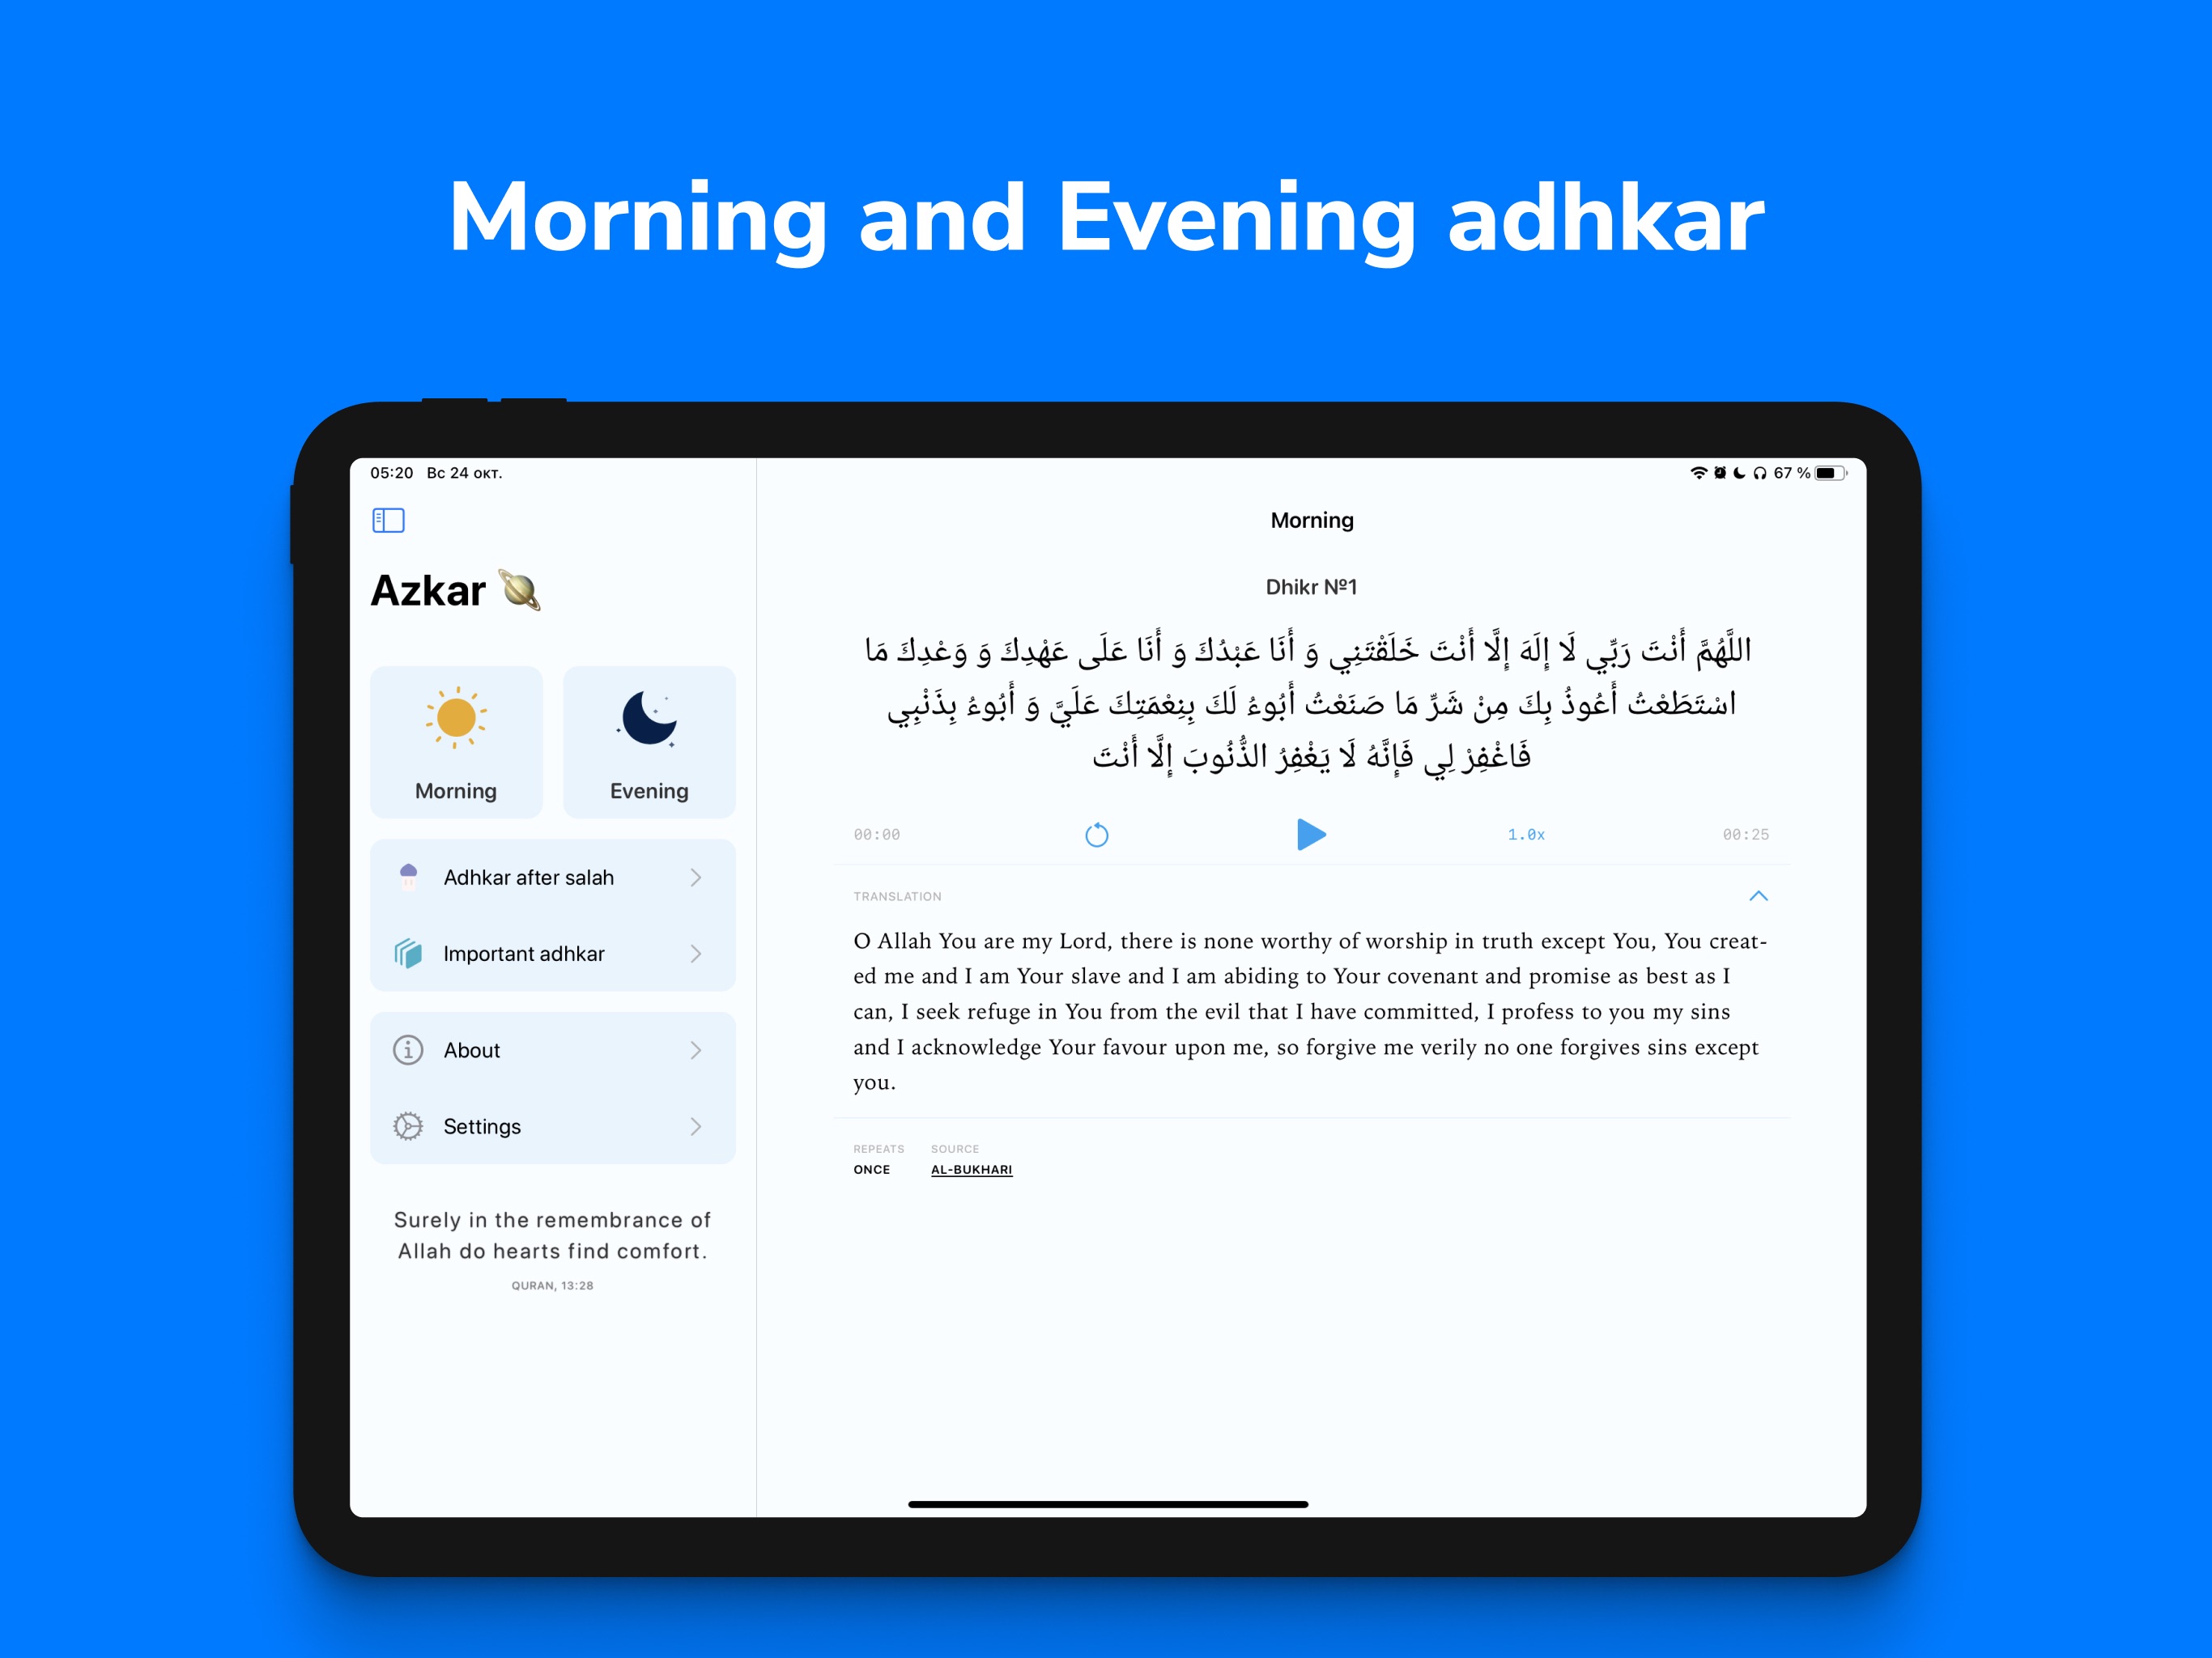 Morning and Evening adhkar
05:20 Вс 24 окт.
67 %
Azkar
Morning
Evening
Adhkar after salah
Important adhkar
About
Settings
Surely in the remembrance of
Allah do hearts find comfort.
QURAN, 13:28
Morning
Dhikr №1
اللَّهُمَّ أَنْتَ رَبِّي لَا إِلَهَ إِلَّا أَنْتَ خَلَقْتَنِي وَ أَنَا عَبْدُكَ وَ أَنَا عَلَى عَهْدِكَ وَ وَعْدِكَ مَا
اسْتَطَعْتُ أَعُوذُ بِكَ مِنْ شَرِّ مَا صَنَعْتُ أَبُوءُ لَكَ بِنِعْمَتِكَ عَلَيَّ وَ أَبُوءُ بِذَنْبِي
فَاغْفِرْ لِي فَإِنَّهُ لَا يَغْفِرُ الذُّنُوبَ إِلَّا أَنْتَ
00:00 1.0x 00:25
TRANSLATION
O Allah You are my Lord, there is none worthy of worship in truth except You, You creat-
ed me and I am Your slave and I am abiding to Your covenant and promise as best as I
can, I seek refuge in You from the evil that I have committed, I profess to you my sins
and I acknowledge Your favour upon me, so forgive me verily no one forgives sins except
you.
REPEATS SOURCE
ONCE AL-BUKHARI